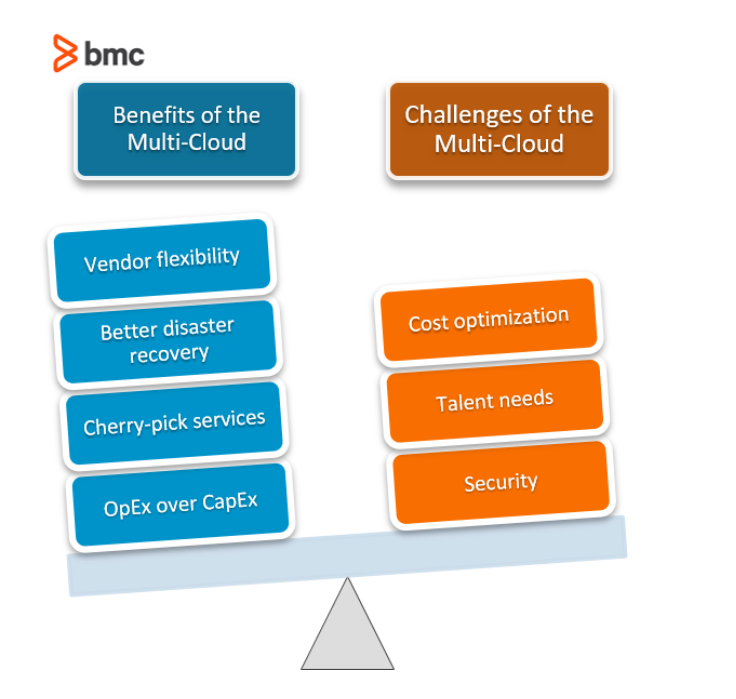 bmc
Benefits of the
Multi-Cloud
Challenges of the
Multi-Cloud
Vendor flexibility
Better disaster
recovery
Cherry-pick services
OpEx over CapEx
Cost optimization
Talent needs
Security